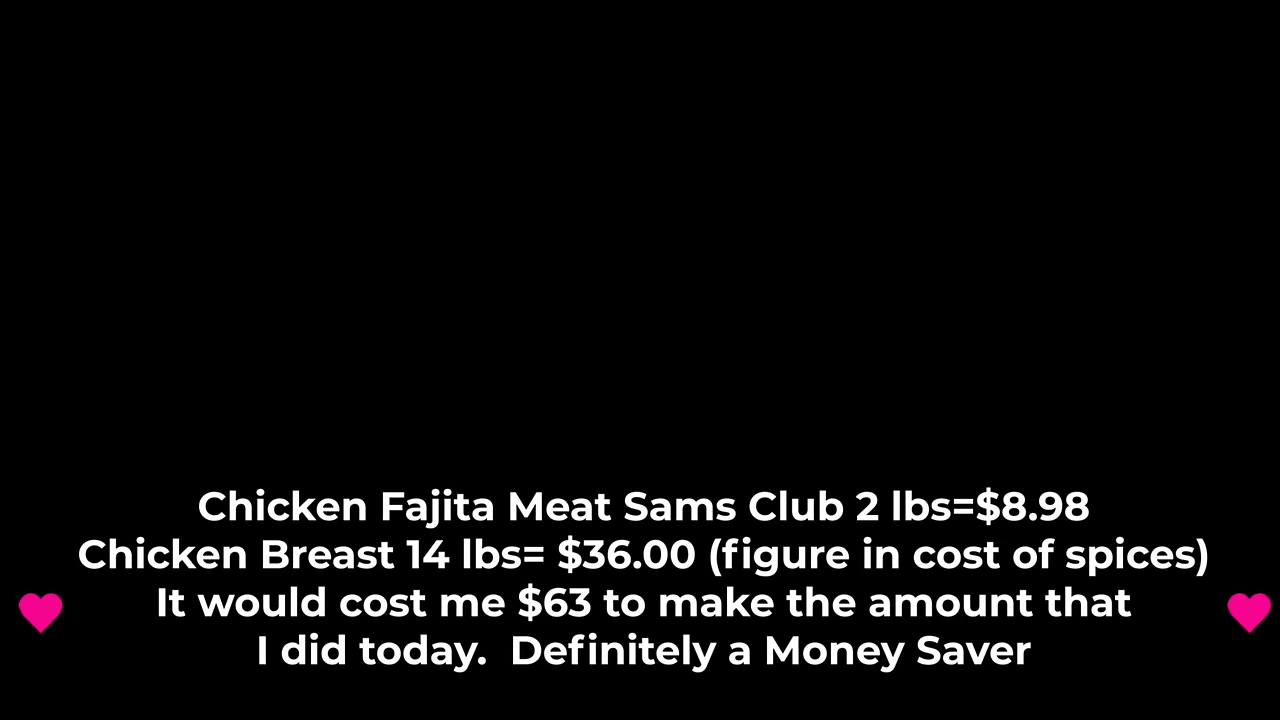 Chicken Fajita Meat Sams Club 2 lbs=$8.98
Chicken Breast 14 lbs= $36.00 (figure in cost of spices)
It would cost me $63 to make the amount that
I did today.  Definitely a Money Saver